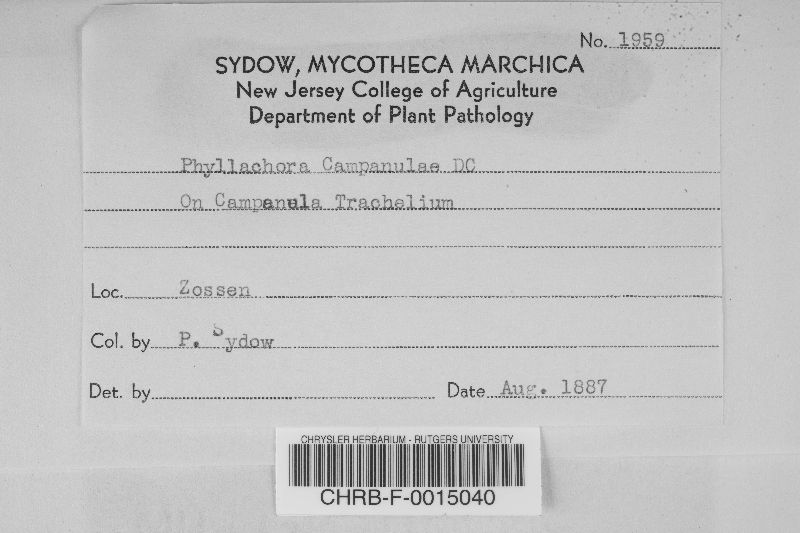 No. 1959
SYDOW, MYCOTHECA MARCHICA
New Jersey College of Agriculture
Department of Plant Pathology
Phyllachora Campanulae DC
On Campanula Trachelium
Loc. Zossen
Col. by P. Sydow
Det. by
Date Aug. 1887
CHRYSLER HERBARIUM - RUTGERS UNIVERSITY
CHRB-F-0015040